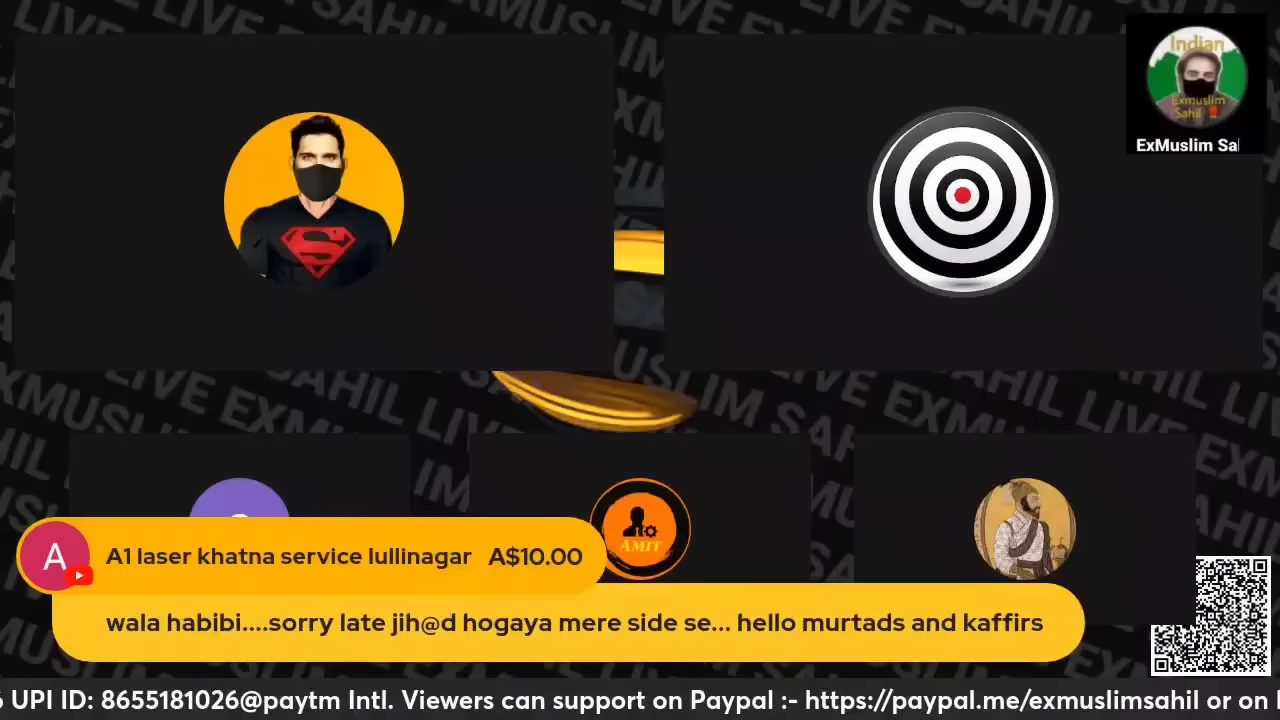 Indian
Exmuslim
Sahil
ExMuslim Sal
AMIT
A
A1 laser khatna service lullinagar A$10.00
wala habibi....sorry late jih@d hogaya mere side se... hello murtads and kaffirs
UPI ID: 8655181026@paytm Intl. Viewers can support on Paypal :- https://paypal.me/exmuslimsahil or on